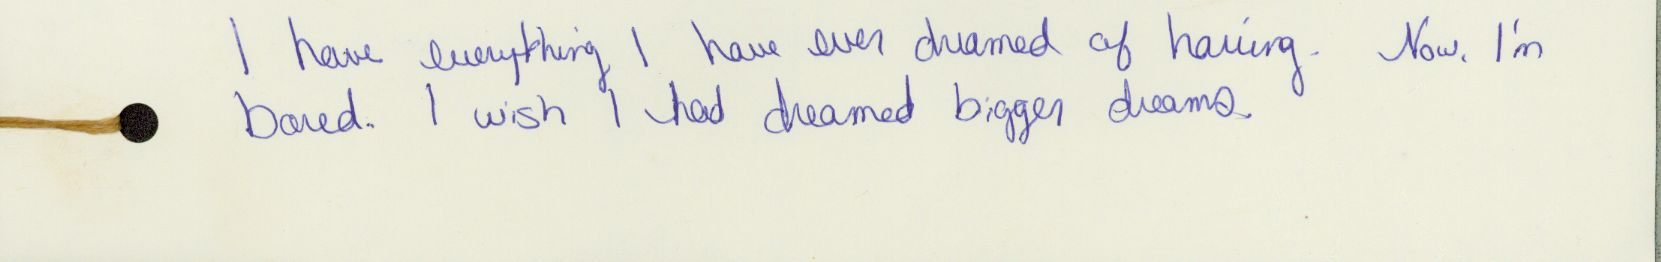 I have everything I have ever dreamed of having. Now. I'm
bored. I wish I had dreamed bigger dreams.